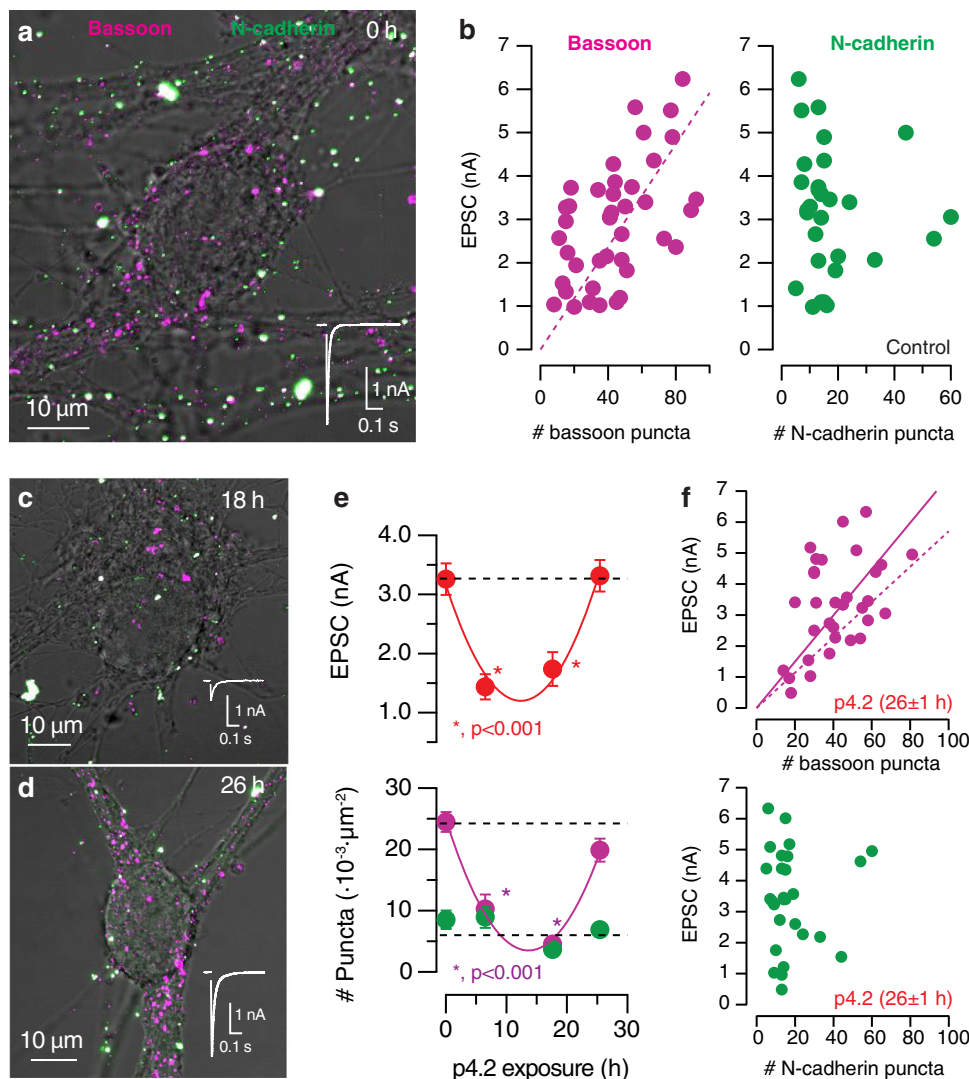 a
Bassoon
N-cadherin
0 h
10 µm
1 nA
0.1 s
b
Bassoon
N-cadherin
7
6
5
4
3
2
1
0
EPSC (nA)
0
40
80
# bassoon puncta
7
6
5
4
3
2
1
0
Control
0
20
40
60
# N-cadherin puncta
c
18 h
10 µm
1 nA
0.1 s
d
26 h
10 µm
1 nA
0.1 s
e
4.0
3.0
2.0
1.0
EPSC (nA)
*
*
*, p<0.001
30
20
10
0
# Puncta (·10⁻³·µm⁻²)
*
*
*, p<0.001
0
10
20
30
p4.2 exposure (h)
f
7
6
5
4
3
2
1
0
EPSC (nA)
p4.2 (26±1 h)
0
20
40
60
80
100
# bassoon puncta
7
6
5
4
3
2
1
0
EPSC (nA)
p4.2 (26±1 h)
0
20
40
60
80
100
# N-cadherin puncta